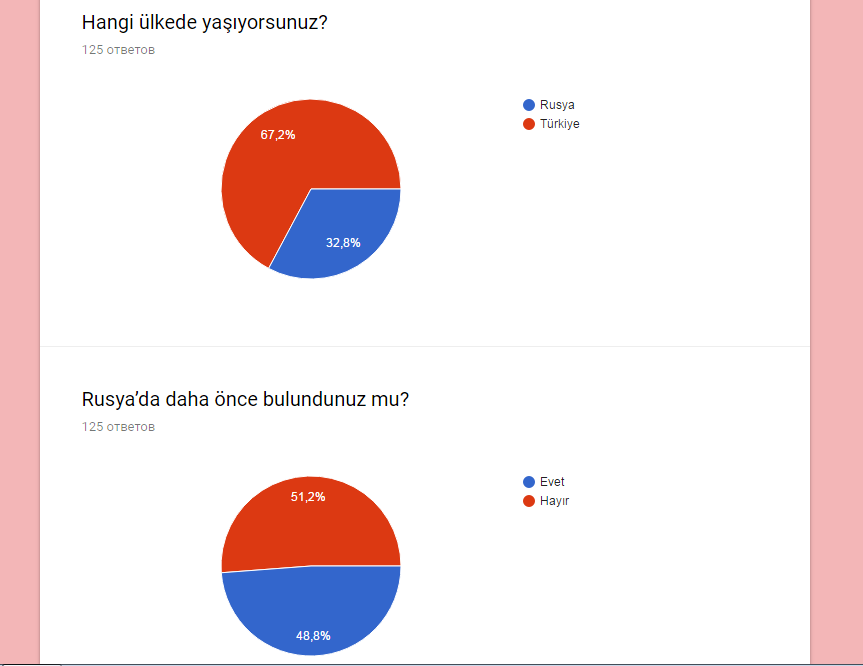 Hangi ülkede yaşıyorsunuz?
125 ответов
Rusya
Türkiye
67,2%
32,8%
Rusya’da daha önce bulundunuz mu?
125 ответов
Evet
Hayır
51,2%
48,8%